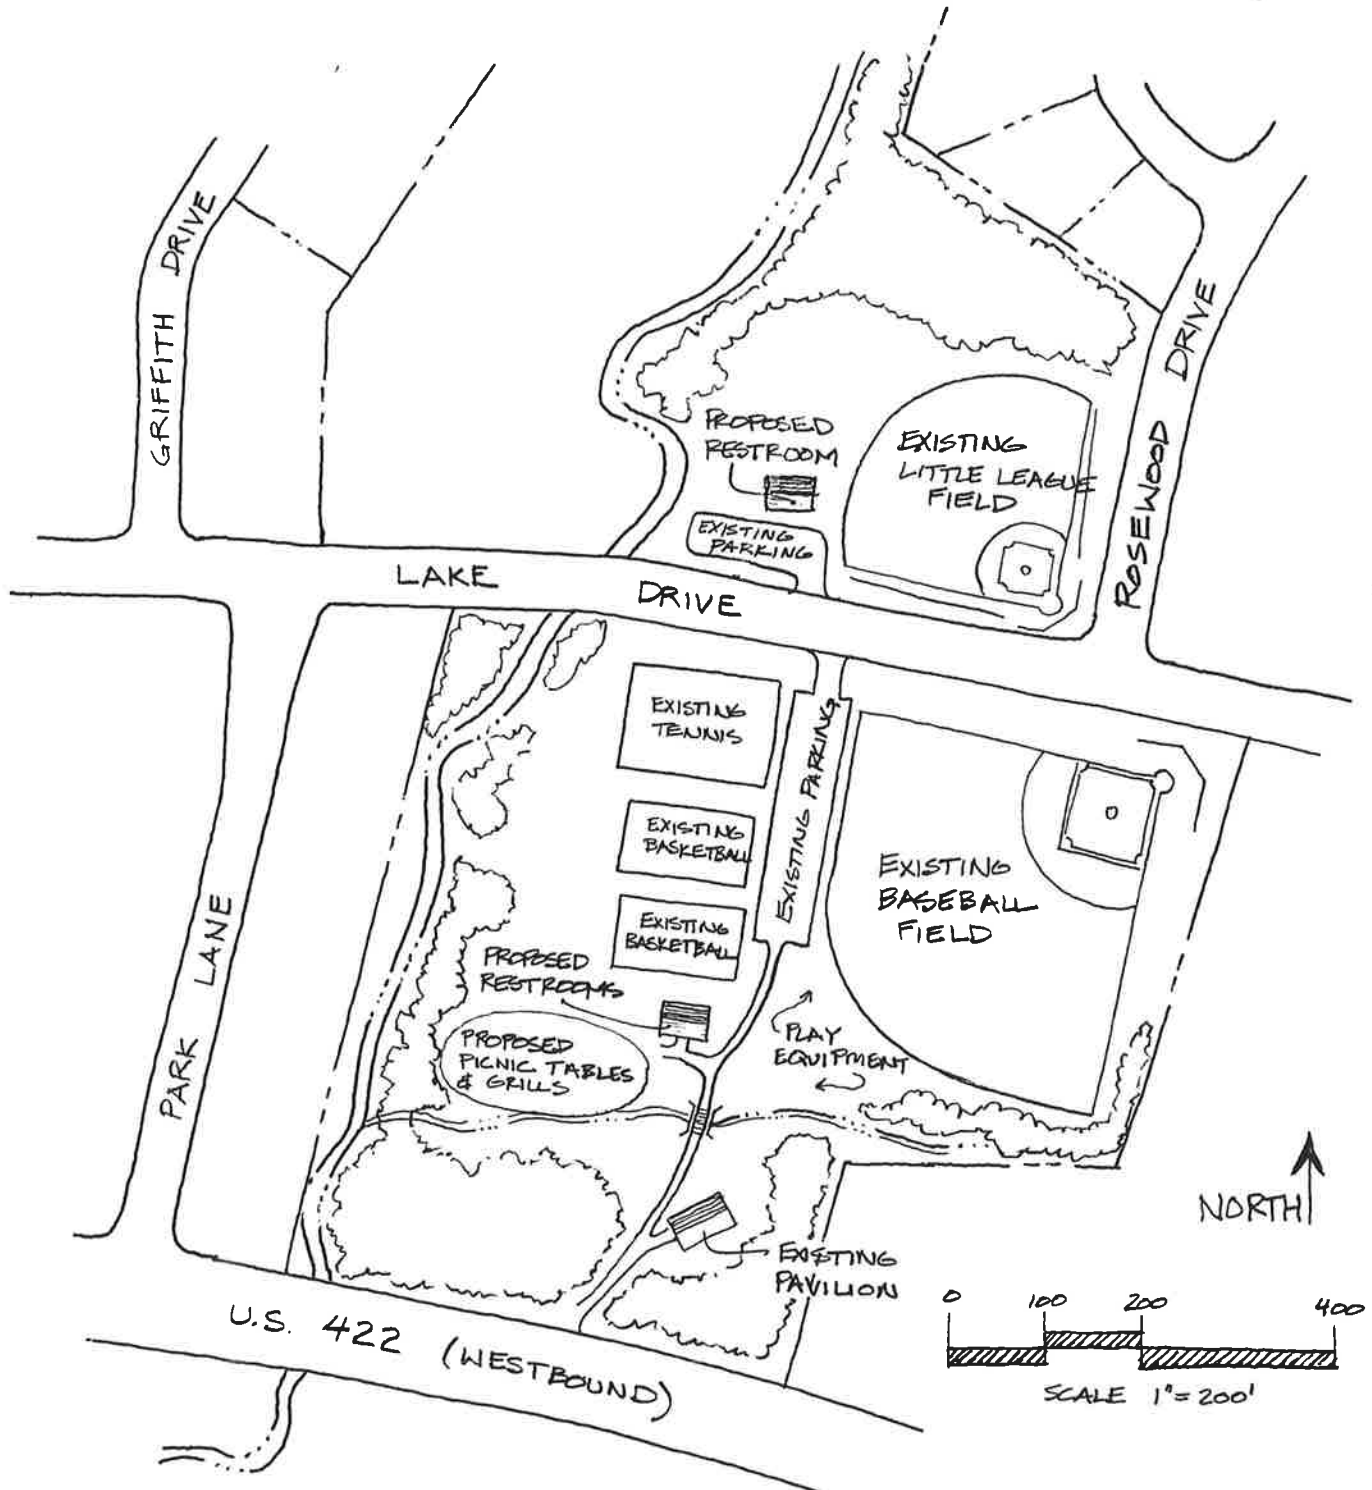 GRIFFITH DRIVE
ROSEWOOD DRIVE
PROPOSED
RESTROOM
EXISTING
LITTLE LEAGUE
FIELD
EXISTING
PARKING
LAKE DRIVE
EXISTING
TENNIS
EXISTING PARKING
EXISTING
BASKETBALL
EXISTING
BASEBALL
FIELD
EXISTING
BASKETBALL
PROPOSED
RESTROOMS
PARK LANE
PROPOSED
PICNIC TABLES
& GRILLS
PLAY
EQUIPMENT
NORTH
EXISTING
PAVILION
U.S. 422 (WESTBOUND)
0 100 200 400
SCALE 1"=200'